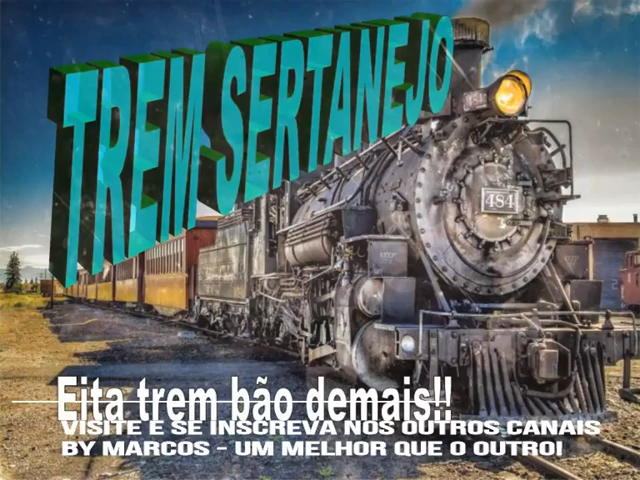 TREM SERTANEJO
484
484
Eita trem bão demais!!
VISITE E SE INSCREVA NOS OUTROS CANAIS
BY MARCOS - UM MELHOR QUE O OUTRO!